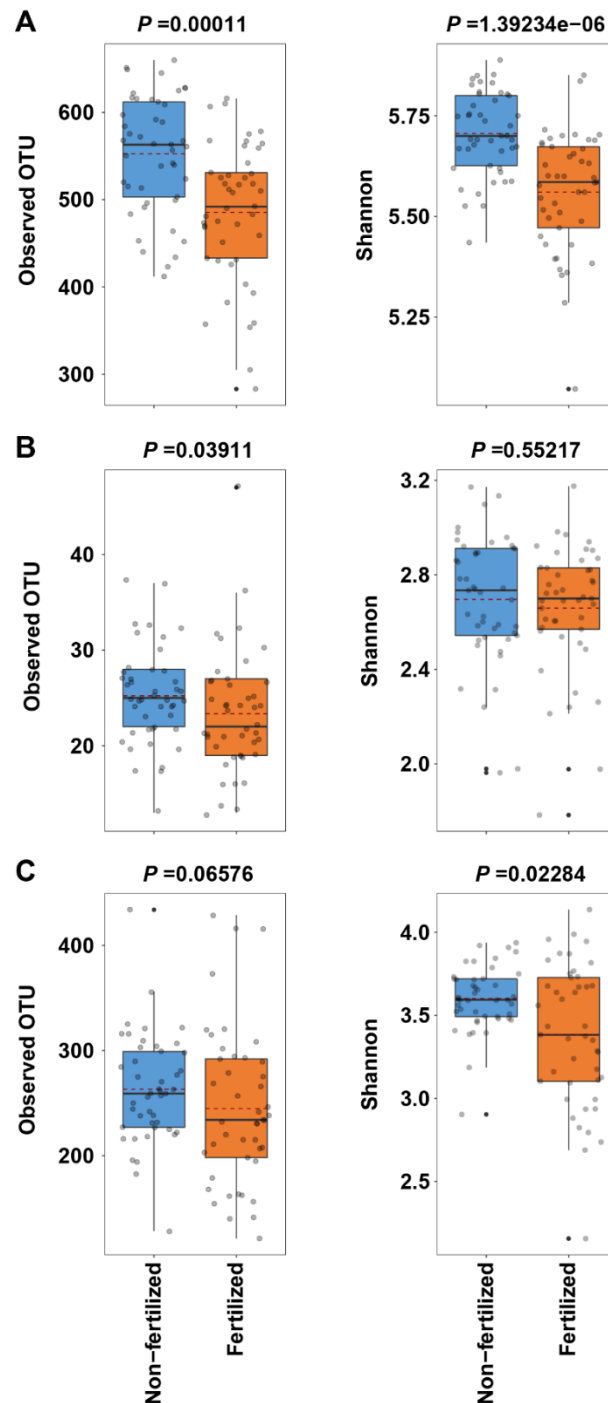 A
P =0.00011
P =1.39234e−06
Observed OTU
600
500
400
300
Shannon
5.75
5.50
5.25
B
P =0.03911
P =0.55217
Observed OTU
40
30
20
Shannon
3.2
2.8
2.4
2.0
C
P =0.06576
P =0.02284
Observed OTU
400
300
200
Shannon
4.0
3.5
3.0
2.5
Non−fertilized
Fertilized
Non−fertilized
Fertilized